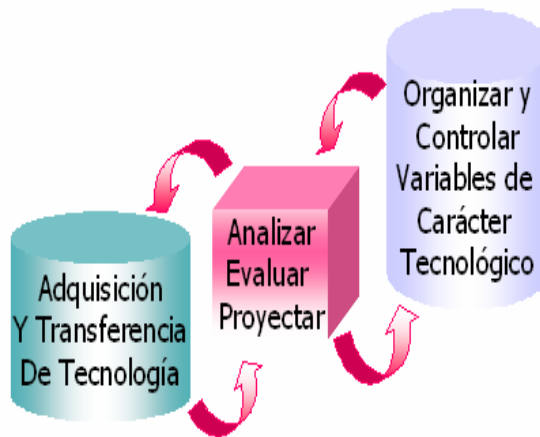 Adquisición
Y Transferencia
De Tecnología
Analizar
Evaluar
Proyectar
Organizar y
Controlar
Variables de
Carácter
Tecnológico